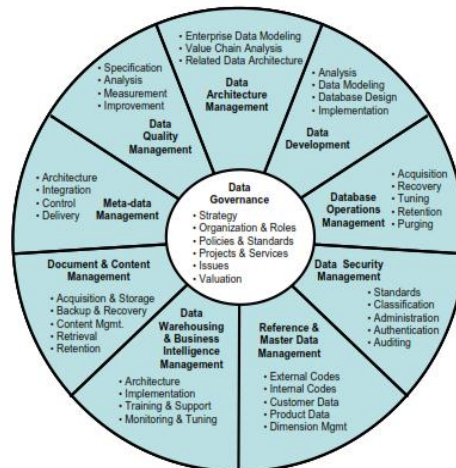 • Enterprise Data Modeling
• Value Chain Analysis
• Related Data Architecture
Data
Architecture
Management
• Analysis
• Data Modeling
• Database Design
• Implementation
Data
Development
• Acquisition
• Recovery
• Tuning
• Retention
• Purging
Database
Operations
Management
Data Security
Management
• Standards
• Classification
• Administration
• Authentication
• Auditing
Reference &
Master Data
Management
• External Codes
• Internal Codes
• Customer Data
• Product Data
• Dimension Mgmt
Data
Warehousing
& Business
Intelligence
Management
• Architecture
• Implementation
• Training & Support
• Monitoring & Tuning
Document & Content
Management
• Acquisition & Storage
• Backup & Recovery
• Content Mgmt.
• Retrieval
• Retention
• Architecture
• Integration
• Control
• Delivery
Meta-data
Management
• Specification
• Analysis
• Measurement
• Improvement
Data
Quality
Management
Data
Governance
• Strategy
• Organization & Roles
• Policies & Standards
• Projects & Services
• Issues
• Valuation